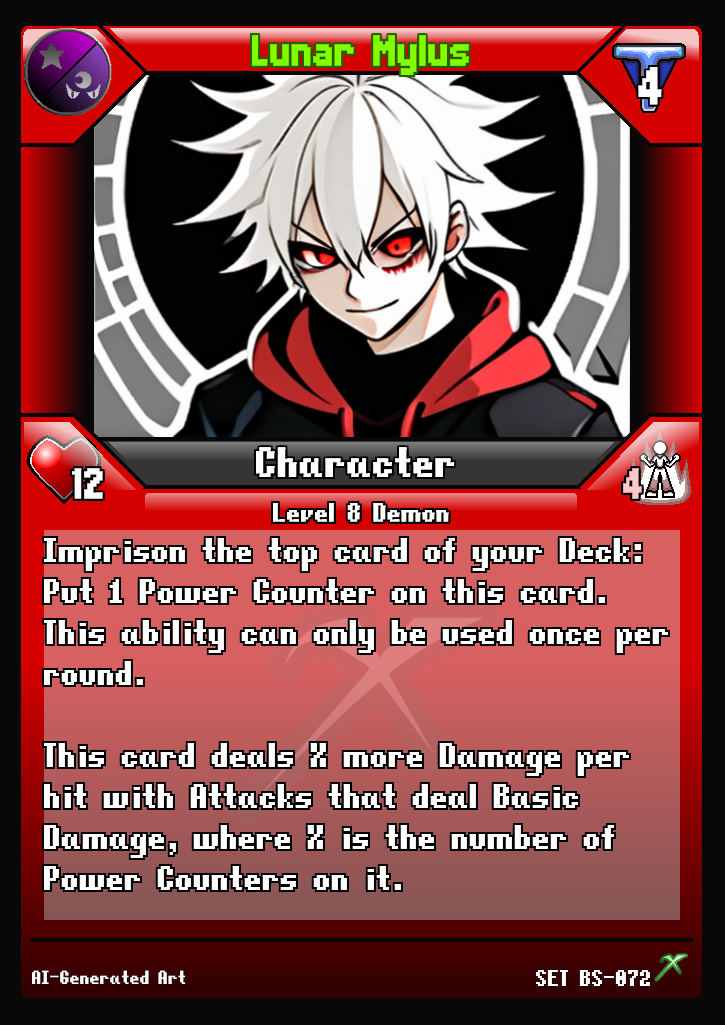 Lunar Mylus
4
Character
12
4
Level 8 Demon
Imprison the top card of your Deck:
Put 1 Power Counter on this card.
This ability can only be used once per
round.
This card deals X more Damage per
hit with Attacks that deal Basic
Damage, where X is the number of
Power Counters on it.
AI-Generated Art
SET BS-072